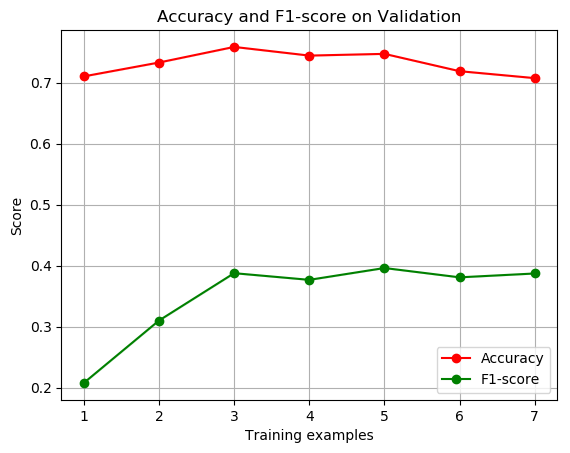 Accuracy and F1-score on Validation
Score
0.7
0.6
0.5
0.4
0.3
0.2
Accuracy
F1-score
1 2 3 4 5 6 7
Training examples